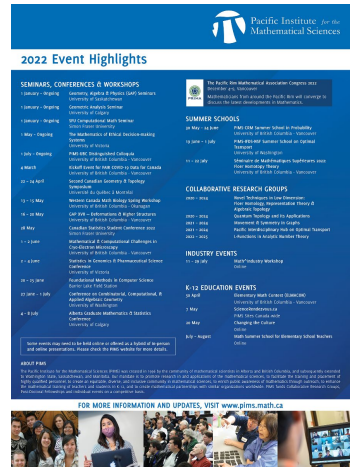 Pacific Institute for the
Mathematical Sciences
2022 Event Highlights
SEMINARS, CONFERENCES & WORKSHOPS
1 January – Ongoing Geometry, Algebra & Physics (GAP) Seminars
University of Saskatchewan
1 January – Ongoing Geometric Analysis Seminar
University of Calgary
1 January – Ongoing SFU Computational Math Seminar
Simon Fraser University
1 May – Ongoing The Mathematics of Ethical Decision-making
Systems
University of Victoria
1 July – Ongoing PIMS-UBC Distinguished Colloquia
University of British Columbia - Vancouver
4 March Kickoff Event for PAM COVID-19 Data for Canada
University of British Columbia - Vancouver
22 – 24 April Second Canadian Geometry & Topology
Symposium
Université du Québec à Montréal
13 – 15 May Western Canada Math Biology Spring Workshop
University of British Columbia - Okanagan
16 – 20 May GAP XVII – Deformations & Higher Structures
University of British Columbia - Vancouver
28 May Canadian Statistics Student Conference 2022
Simon Fraser University
1 – 2 June Mathematical & Computational Challenges in
Cryo-Electron Microscopy
University of British Columbia - Vancouver
2 – 4 June Statistics in Genomics & Pharmaceutical Science
Conference
University of Victoria
20 – 23 June Foundational Methods in Computer Science
Barrier Lake Field Station
27 June – 1 July Conference on Combinatorial, Computational, &
Applied Algebraic Geometry
University of Washington
4 – 8 July Alberta Graduate Mathematics & Statistics
Conference
University of Calgary
Some events may need to be held online or offered as a hybrid of in-person
and online presentations. Please check the PIMS website for more details.
The Pacific Rim Mathematical Association Congress 2022
December 4-9, Vancouver
Mathematicians from around the Pacific Rim will converge to
discuss the latest developments in Mathematics.
SUMMER SCHOOLS
30 May – 24 June PIMS CRM Summer School in Probability
University of British Columbia - Vancouver
13 June – 1 July PIMS-IFDS-NSF Summer School on Optimal
Transport
University of Washington
11 – 22 July Séminaire de Mathématiques Supérieures 2022:
Floer Homotopy Theory
University of British Columbia - Vancouver
COLLABORATIVE RESEARCH GROUPS
2020 – 2024 Novel Techniques in Low Dimension:
Floer Homology, Representation Theory &
Algebraic Topology
2020 – 2024 Quantum Topology and Its Applications
2021 – 2024 Movement & Symmetry in Graphs
2021 – 2024 Pacific Interdisciplinary Hub on Optimal Transport
2022 – 2025 L-Functions in Analytic Number Theory
INDUSTRY EVENTS
11 – 29 July Math^Industry Workshop
Online
K-12 EDUCATION EVENTS
30 April Elementary Math Contest (ELMACON)
University of British Columbia - Vancouver
7 May Sciencerendezvous.ca
PIMS Sites Canada wide
20 May Changing the Culture
Online
July – August Math Summer School for Elementary School Teachers
Online
ABOUT PIMS
FOR MORE INFORMATION AND UPDATES, VISIT www.pims.math.ca